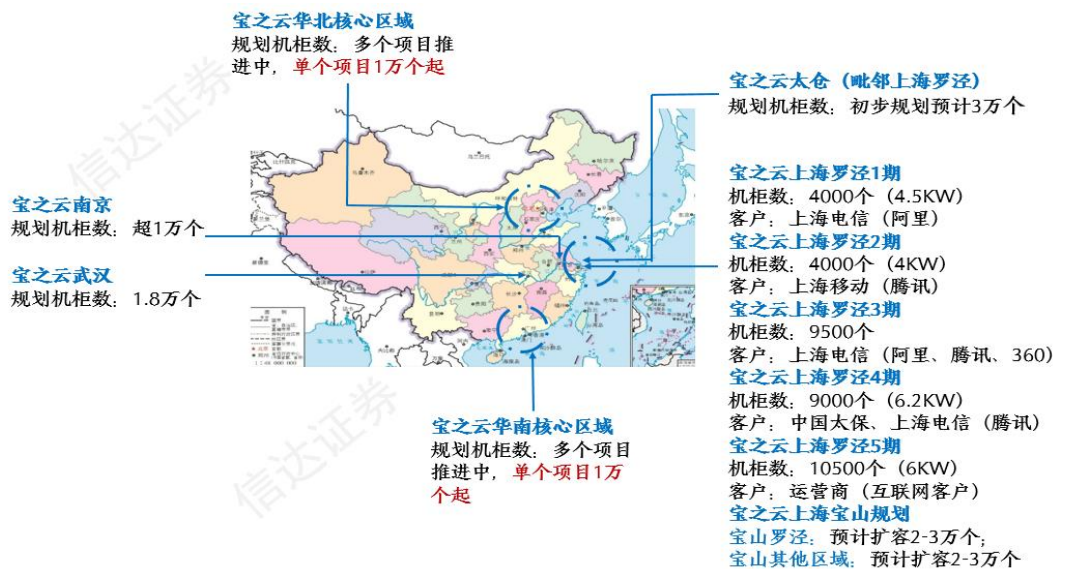 宝之云华北核心区域
规划机柜数：多个项目推
进中，单个项目1万个起
宝之云南京
规划机柜数：超1万个
宝之云武汉
规划机柜数：1.8万个
宝之云华南核心区域
规划机柜数：多个项目
推进中，单个项目1万
个起
宝之云太仓（毗邻上海罗泾）
规划机柜数：初步规划预计3万个
宝之云上海罗泾1期
机柜数：4000个（4.5KW）
客户：上海电信（阿里）
宝之云上海罗泾2期
机柜数：4000个（4KW）
客户：上海移动（腾讯）
宝之云上海罗泾3期
机柜数：9500个
客户：上海电信（阿里、腾讯、360）
宝之云上海罗泾4期
机柜数：9000个（6.2KW）
客户：中国太保、上海电信（腾讯）
宝之云上海罗泾5期
机柜数：10500个（6KW）
客户：运营商（互联网客户）
宝之云上海宝山规划
宝山罗泾：预计扩容2-3万个；
宝山其他区域：预计扩容2-3万个
信达证券
信达证券